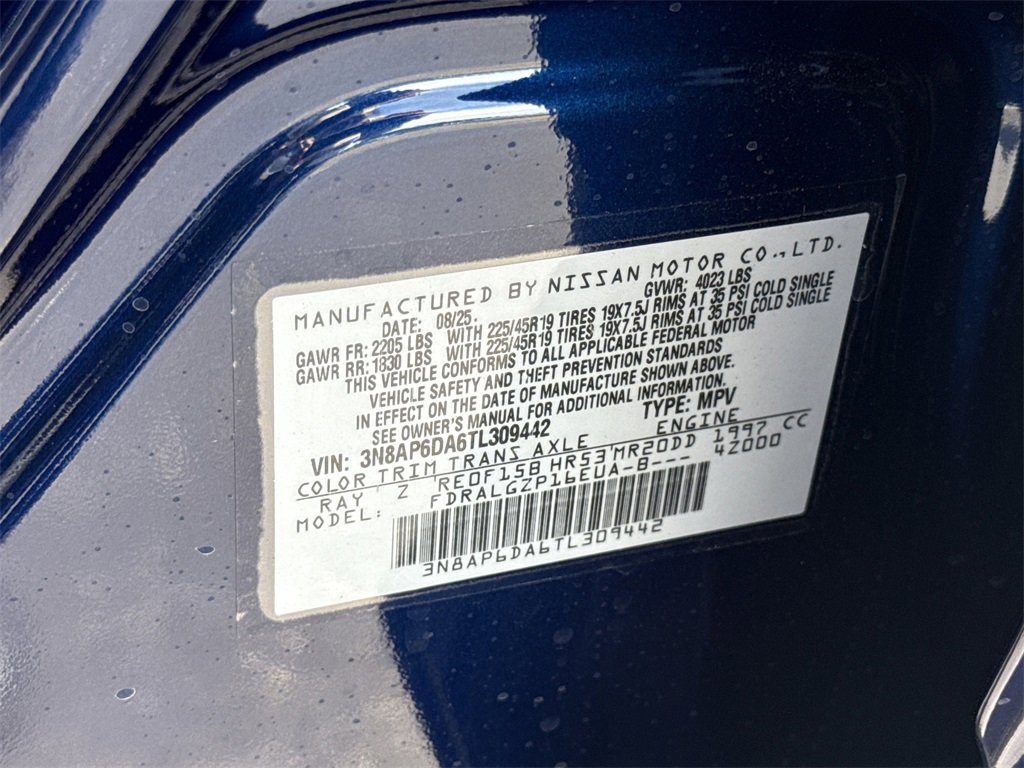 MANUFACTURED BY NISSAN MOTOR CO.,LTD.
DATE: 08/25. GVWR: 4023 LBS
GAWR FR: 2205 LBS WITH 225/45R19 TIRES 19X7.5J RIMS AT 35 PSI COLD SINGLE
GAWR RR: 1830 LBS WITH 225/45R19 TIRES 19X7.5J RIMS AT 35 PSI COLD SINGLE
THIS VEHICLE CONFORMS TO ALL APPLICABLE FEDERAL MOTOR
VEHICLE SAFETY AND THEFT PREVENTION STANDARDS
IN EFFECT ON THE DATE OF MANUFACTURE SHOWN ABOVE.
SEE OWNER'S MANUAL FOR ADDITIONAL INFORMATION.
VIN: 3N8AP6DA6TL309442 TYPE: MPV
COLOR TRIM TRANS AXLE ENGINE
RAY Z RE0F15B HR53 MR20DD 1997 CC
MODEL: FDRALGZP16EUA-B--- 42000
3N8AP6DA6TL309442